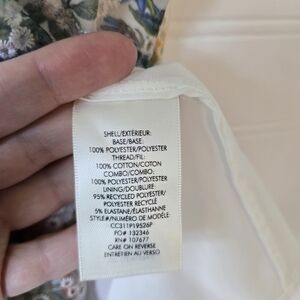 SHELL/EXTÉRIEUR:
BASE/BASE:
100% POLYESTER/POLYESTER
THREAD/FIL:
100% COTTON/COTON
COMBO/COMBO:
100% POLYESTER/POLYESTER
LINING/DOUBLURE:
95% RECYCLED POLYESTER/
POLYESTER RECYCLÉ
5% ELASTANE/ÉLASTHANNE
STYLE#/NUMÉRO DE MODÈLE:
CC311P19526P
PO# 132346
RN# 107677
CARE ON REVERSE
ENTRETIEN AU VERSO